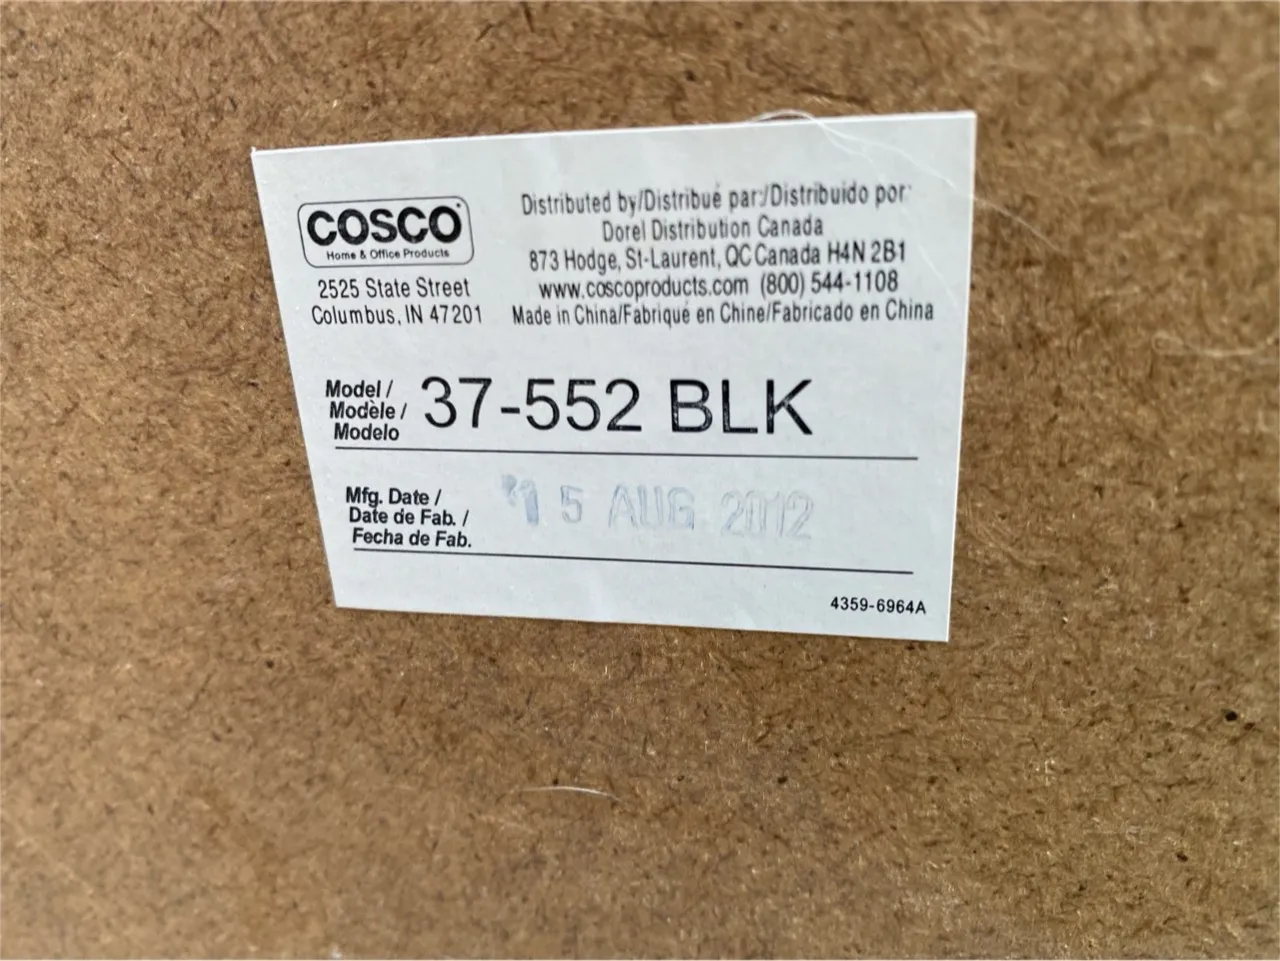 COSCO
Home & Office Products
2525 State Street
Columbus, IN 47201
Distributed by/Distribué par:/Distribuido por:
Dorel Distribution Canada
873 Hodge, St-Laurent, QC Canada H4N 2B1
www.coscoproducts.com (800) 544-1108
Made in China/Fabriqué en Chine/Fabricado en China
Model /
Modèle /
Modelo
37-552 BLK
Mfg. Date /
Date de Fab. /
Fecha de Fab.
15 AUG 2012
4359-6964A